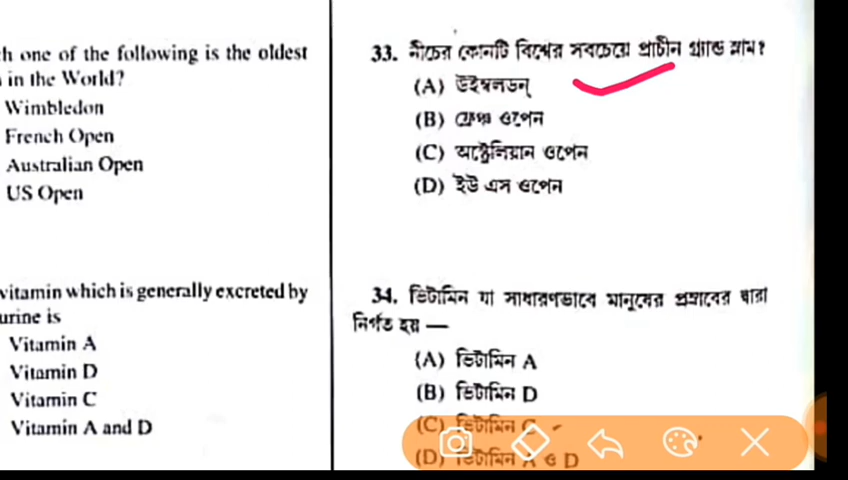 h one of the following is the oldest
in the World?
Wimbledon
French Open
Australian Open
US Open
vitamin which is generally excreted by
urine is
Vitamin A
Vitamin D
Vitamin C
Vitamin A and D
33. নীচের কোনটি বিশ্বের সবচেয়ে প্রাচীন গ্র্যান্ড স্লাম?
(A) উইম্বলডন্
(B) ফ্রেঞ্চ ওপেন
(C) অস্ট্রেলিয়ান ওপেন
(D) ইউ এস ওপেন
34. ভিটামিন যা সাধারণভাবে মানুষের প্রস্রাবের দ্বারা
নির্গত হয় —
(A) ভিটামিন A
(B) ভিটামিন D
(C) ভিটামিন C
(D) ভিটামিন A ও D